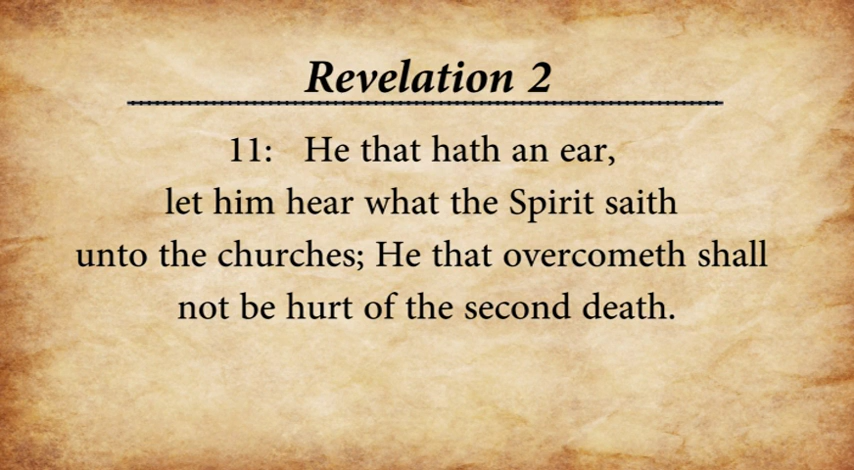 Revelation 2
11: He that hath an ear,
let him hear what the Spirit saith
unto the churches; He that overcometh shall
not be hurt of the second death.